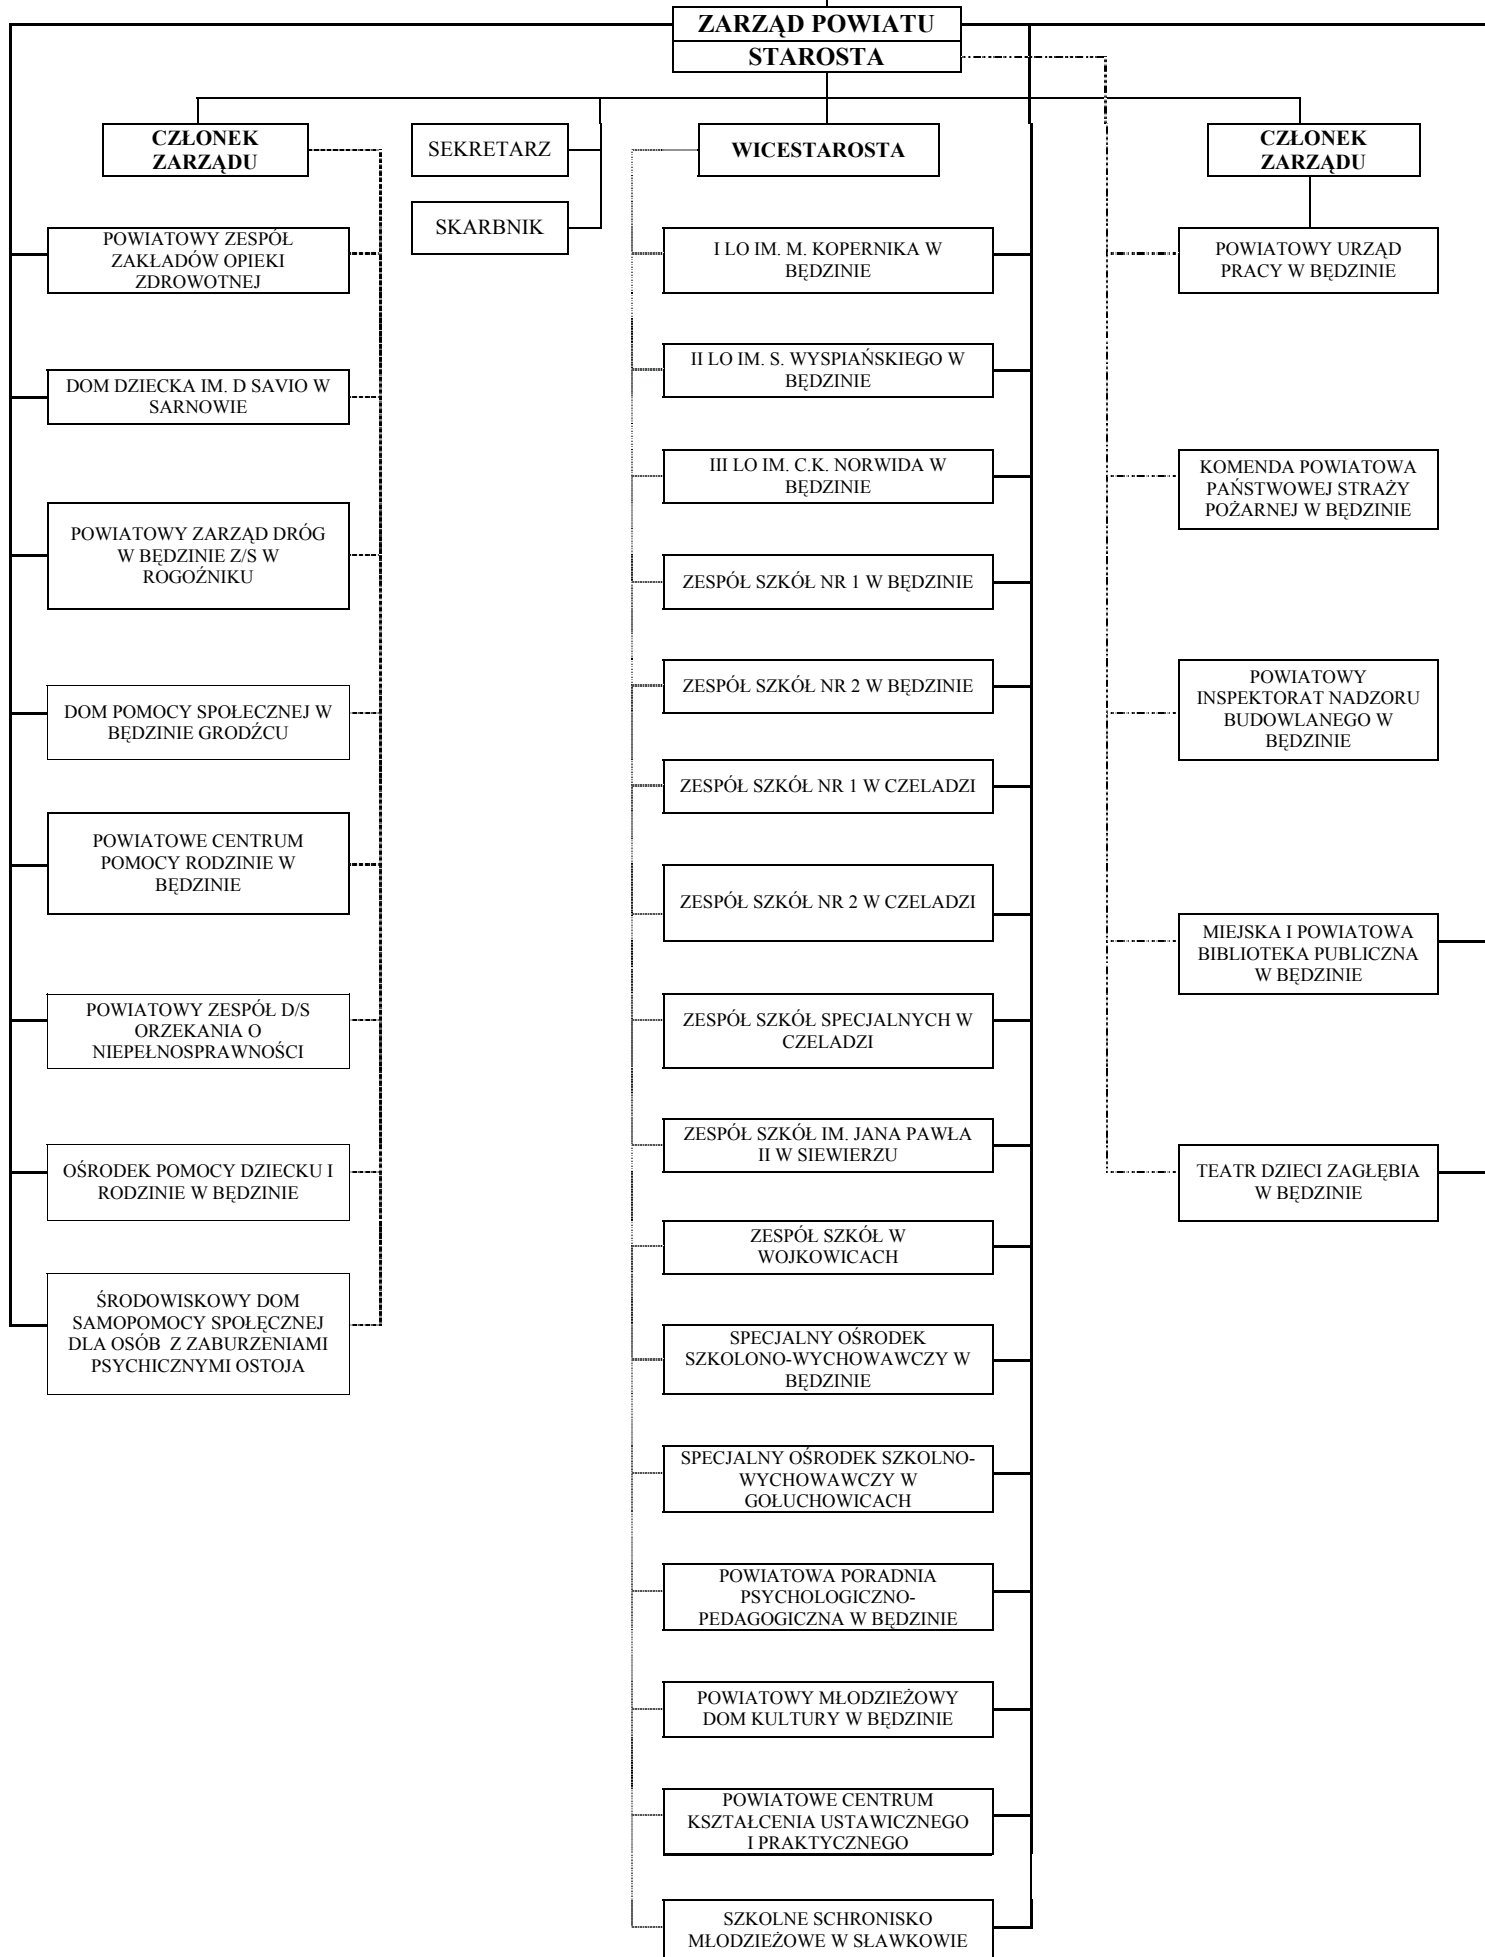 ZARZĄD POWIATU
STAROSTA
CZŁONEK
ZARZĄDU
SEKRETARZ
SKARBNIK
WICESTAROSTA
CZŁONEK
ZARZĄDU
POWIATOWY ZESPÓŁ
ZAKŁADÓW OPIEKI
ZDROWOTNEJ
DOM DZIECKA IM. D SAVIO W
SARNOWIE
POWIATOWY ZARZĄD DRÓG
W BĘDZINIE Z/S W
ROGOŹNIKU
DOM POMOCY SPOŁECZNEJ W
BĘDZINIE GRODŹCU
POWIATOWE CENTRUM
POMOCY RODZINIE W
BĘDZINIE
POWIATOWY ZESPÓŁ D/S
ORZEKANIA O
NIEPEŁNOSPRAWNOŚCI
OŚRODEK POMOCY DZIECKU I
RODZINIE W BĘDZINIE
ŚRODOWISKOWY DOM
SAMOPOMOCY SPOŁĘCZNEJ
DLA OSÓB Z ZABURZENIAMI
PSYCHICZNYMI OSTOJA
I LO IM. M. KOPERNIKA W
BĘDZINIE
II LO IM. S. WYSPIAŃSKIEGO W
BĘDZINIE
III LO IM. C.K. NORWIDA W
BĘDZINIE
ZESPÓŁ SZKÓŁ NR 1 W BĘDZINIE
ZESPÓŁ SZKÓŁ NR 2 W BĘDZINIE
ZESPÓŁ SZKÓŁ NR 1 W CZELADZI
ZESPÓŁ SZKÓŁ NR 2 W CZELADZI
ZESPÓŁ SZKÓŁ SPECJALNYCH W
CZELADZI
ZESPÓŁ SZKÓŁ IM. JANA PAWŁA
II W SIEWIERZU
ZESPÓŁ SZKÓŁ W
WOJKOWICACH
SPECJALNY OŚRODEK
SZKOLONO-WYCHOWAWCZY W
BĘDZINIE
SPECJALNY OŚRODEK SZKOLNO-
WYCHOWAWCZY W
GOŁUCHOWICACH
POWIATOWA PORADNIA
PSYCHOLOGICZNO-
PEDAGOGICZNA W BĘDZINIE
POWIATOWY MŁODZIEŻOWY
DOM KULTURY W BĘDZINIE
POWIATOWE CENTRUM
KSZTAŁCENIA USTAWICZNEGO
I PRAKTYCZNEGO
SZKOLNE SCHRONISKO
MŁODZIEŻOWE W SŁAWKOWIE
POWIATOWY URZĄD
PRACY W BĘDZINIE
KOMENDA POWIATOWA
PAŃSTWOWEJ STRAŻY
POŻARNEJ W BĘDZINIE
POWIATOWY
INSPEKTORAT NADZORU
BUDOWLANEGO W
BĘDZINIE
MIEJSKA I POWIATOWA
BIBLIOTEKA PUBLICZNA
W BĘDZINIE
TEATR DZIECI ZAGŁĘBIA
W BĘDZINIE